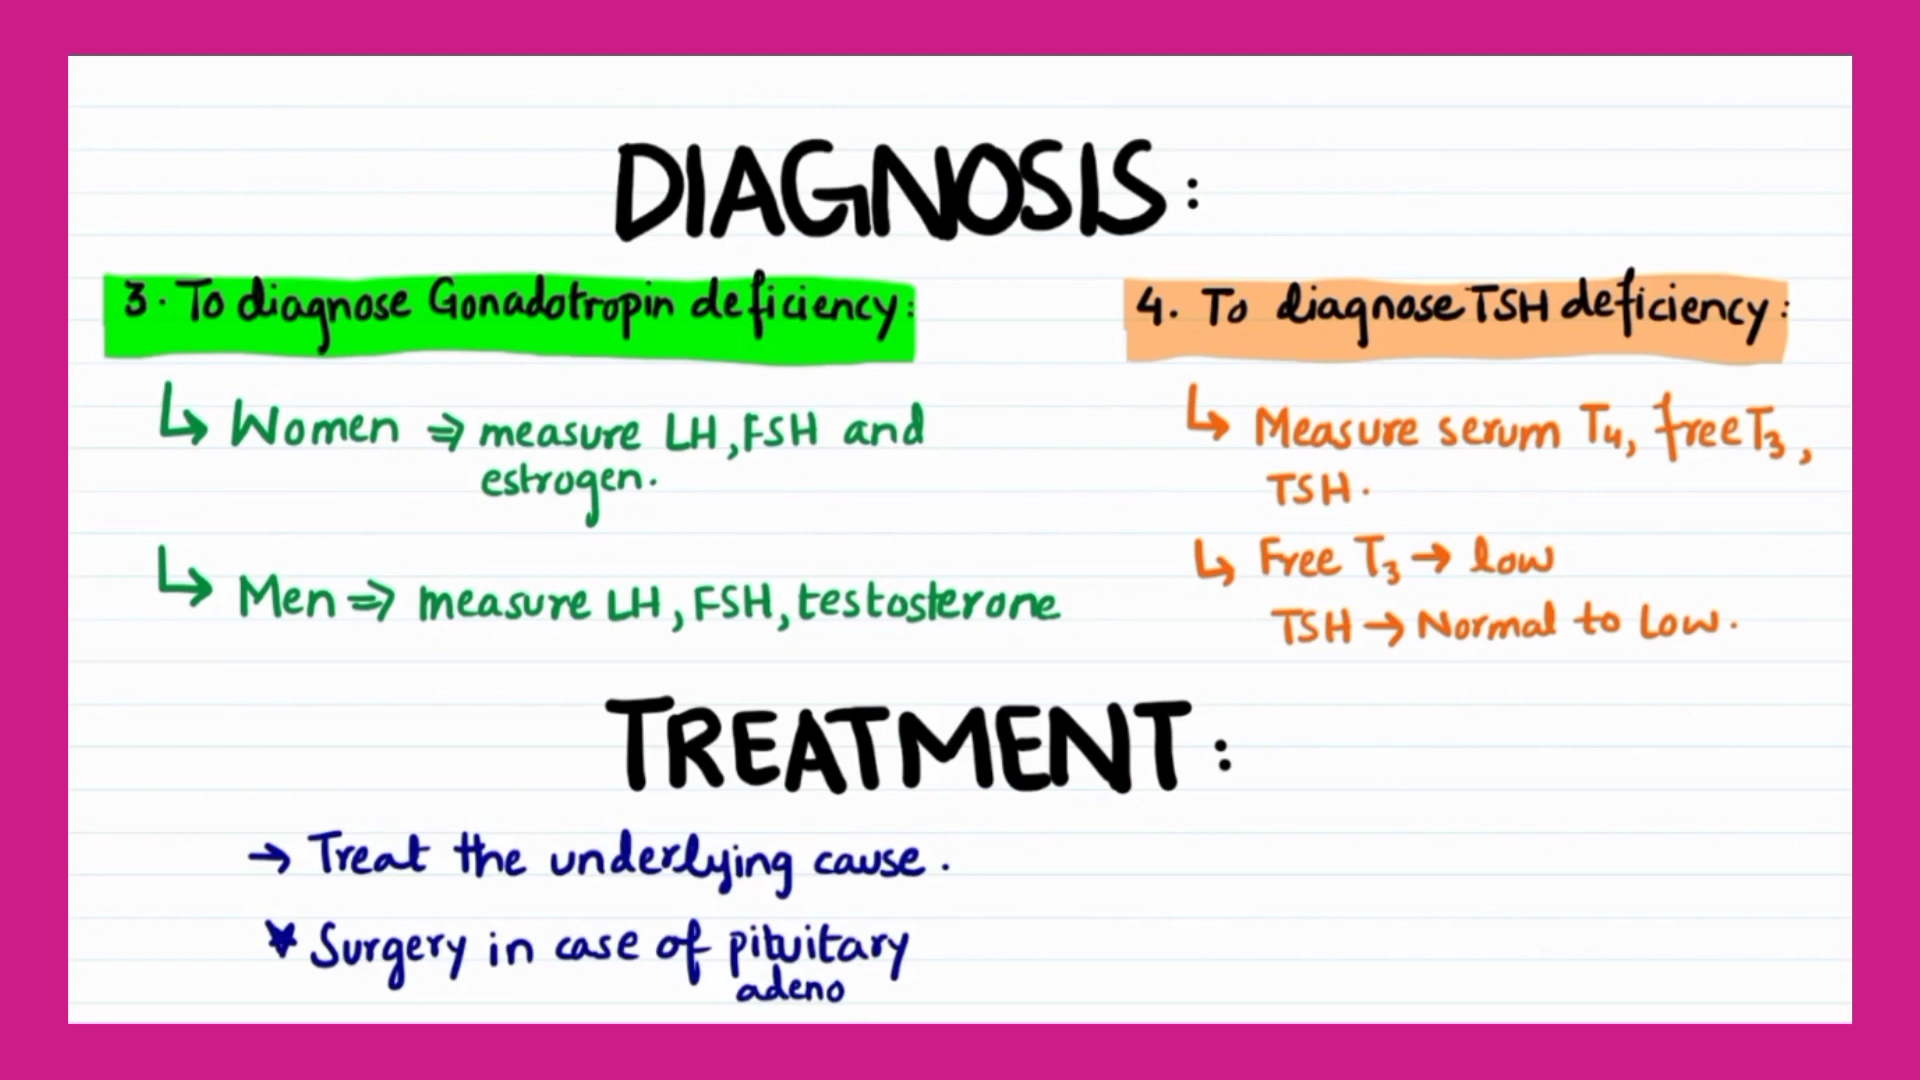 DIAGNOSIS:
3. To diagnose Gonadotropin deficiency:
↳ Women ⇒ measure LH, FSH and
estrogen.
↳ Men ⇒ measure LH, FSH, testosterone
4. To diagnose TSH deficiency:
↳ Measure serum T4, free T3,
TSH.
↳ Free T3 → low
TSH → Normal to Low.
TREATMENT:
→ Treat the underlying cause.
* Surgery in case of pituitary
adeno